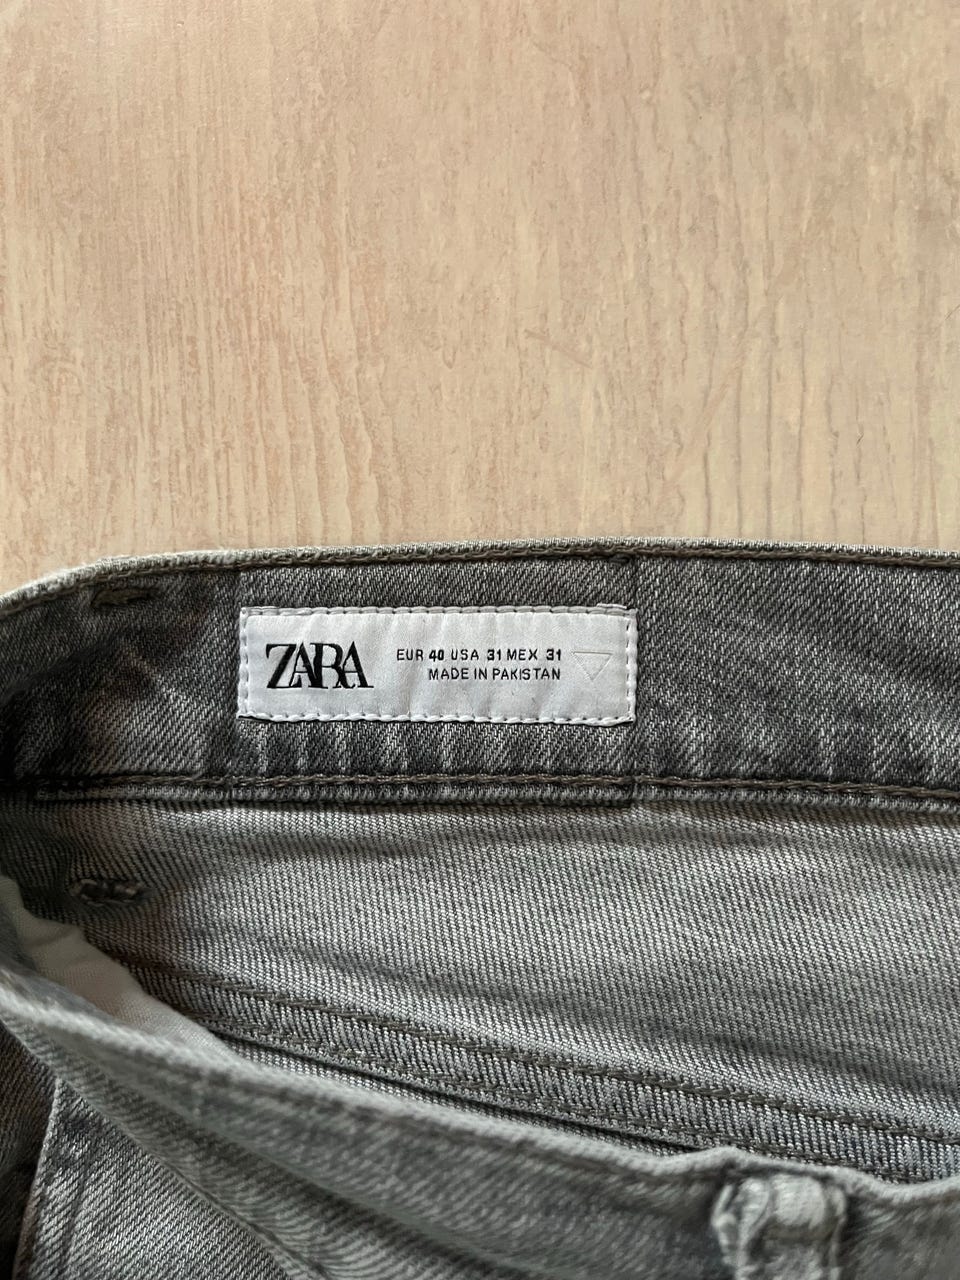 ZARA
EUR 40 USA 31 MEX 31
MADE IN PAKISTAN